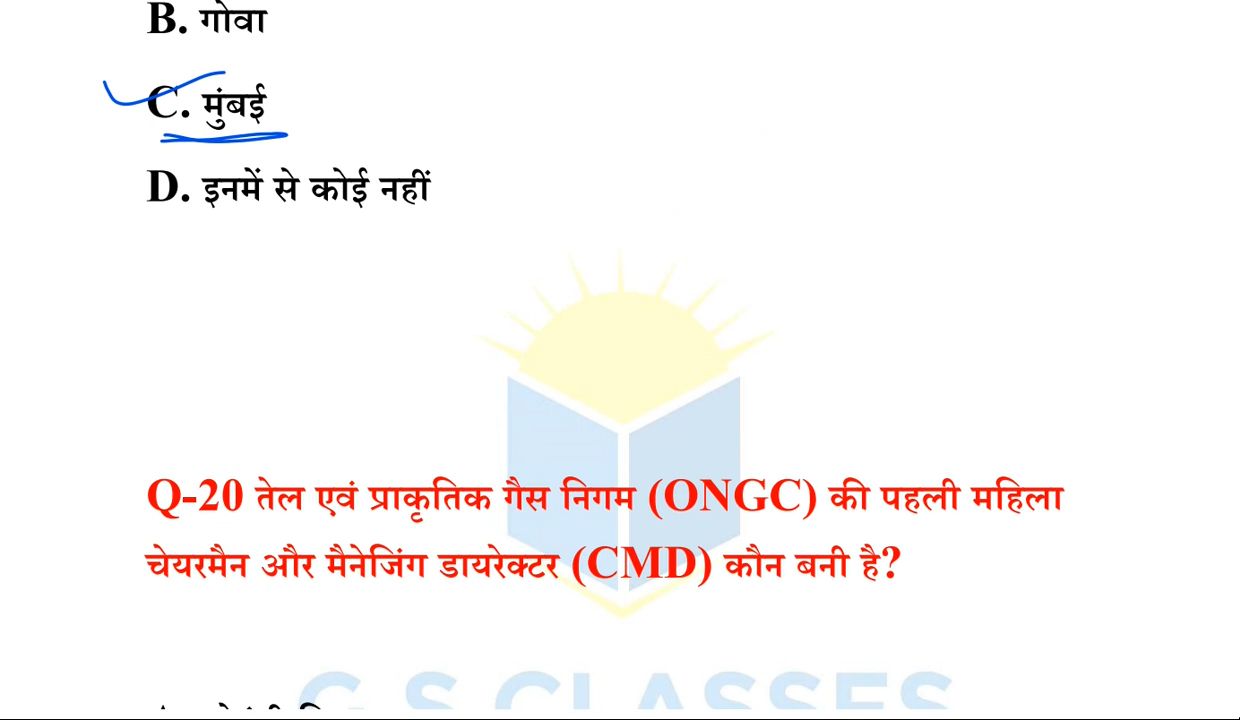 B. गोवा
C. मुंबई
D. इनमें से कोई नहीं
Q-20 तेल एवं प्राकृतिक गैस निगम (ONGC) की पहली महिला
चेयरमैन और मैनेजिंग डायरेक्टर (CMD) कौन बनी है?
G S CLASSES